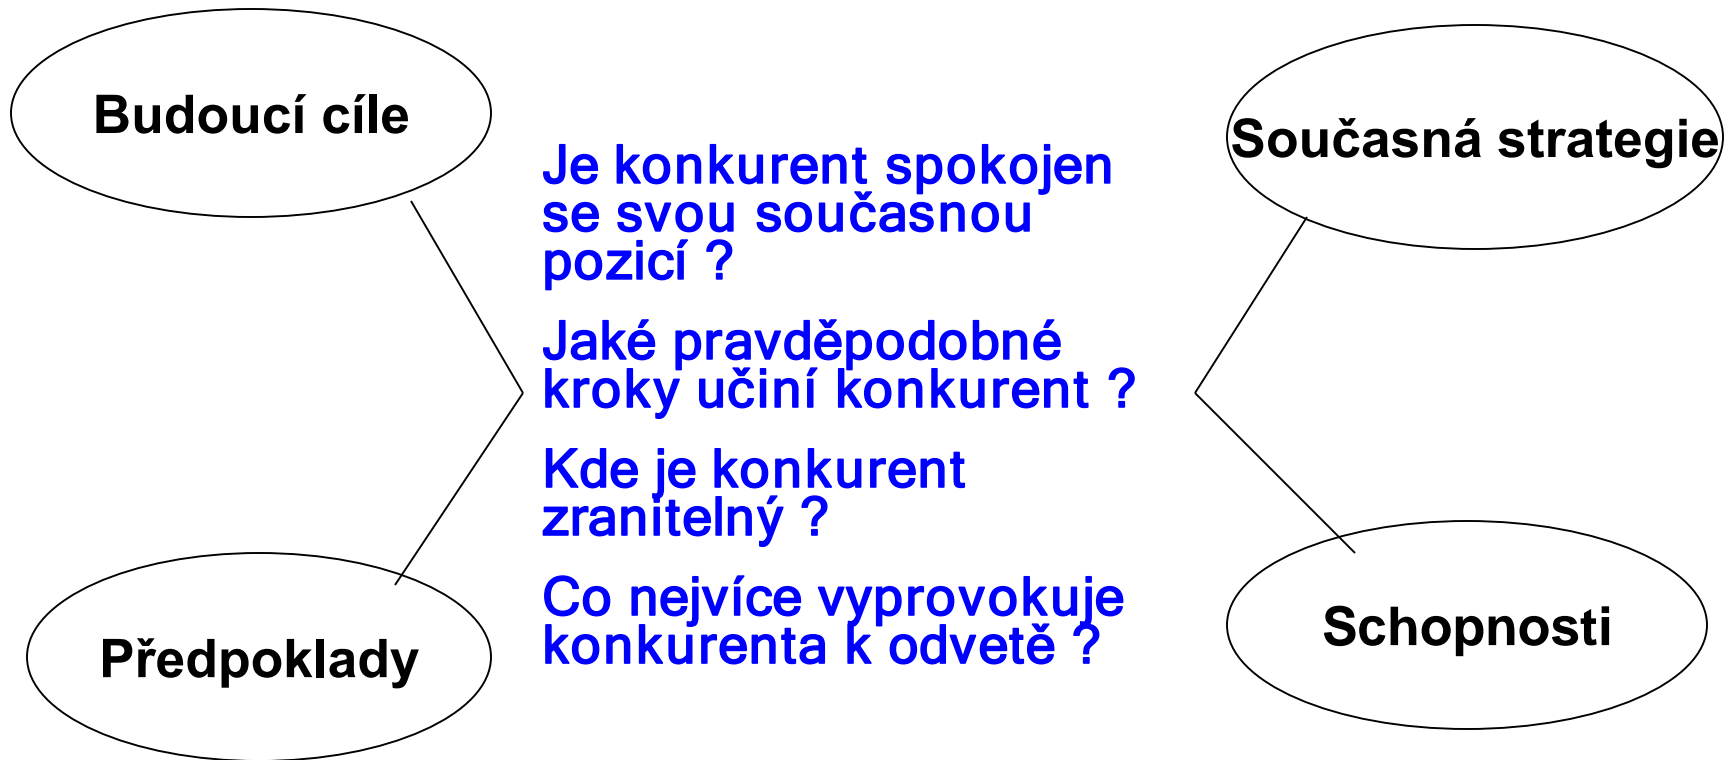 Budoucí cíle
Současná strategie
Je konkurent spokojen
se svou současnou
pozicí ?
Jaké pravděpodobné
kroky učiní konkurent ?
Kde je konkurent
zranitelný ?
Co nejvíce vyprovokuje
konkurenta k odvetě ?
Předpoklady
Schopnosti